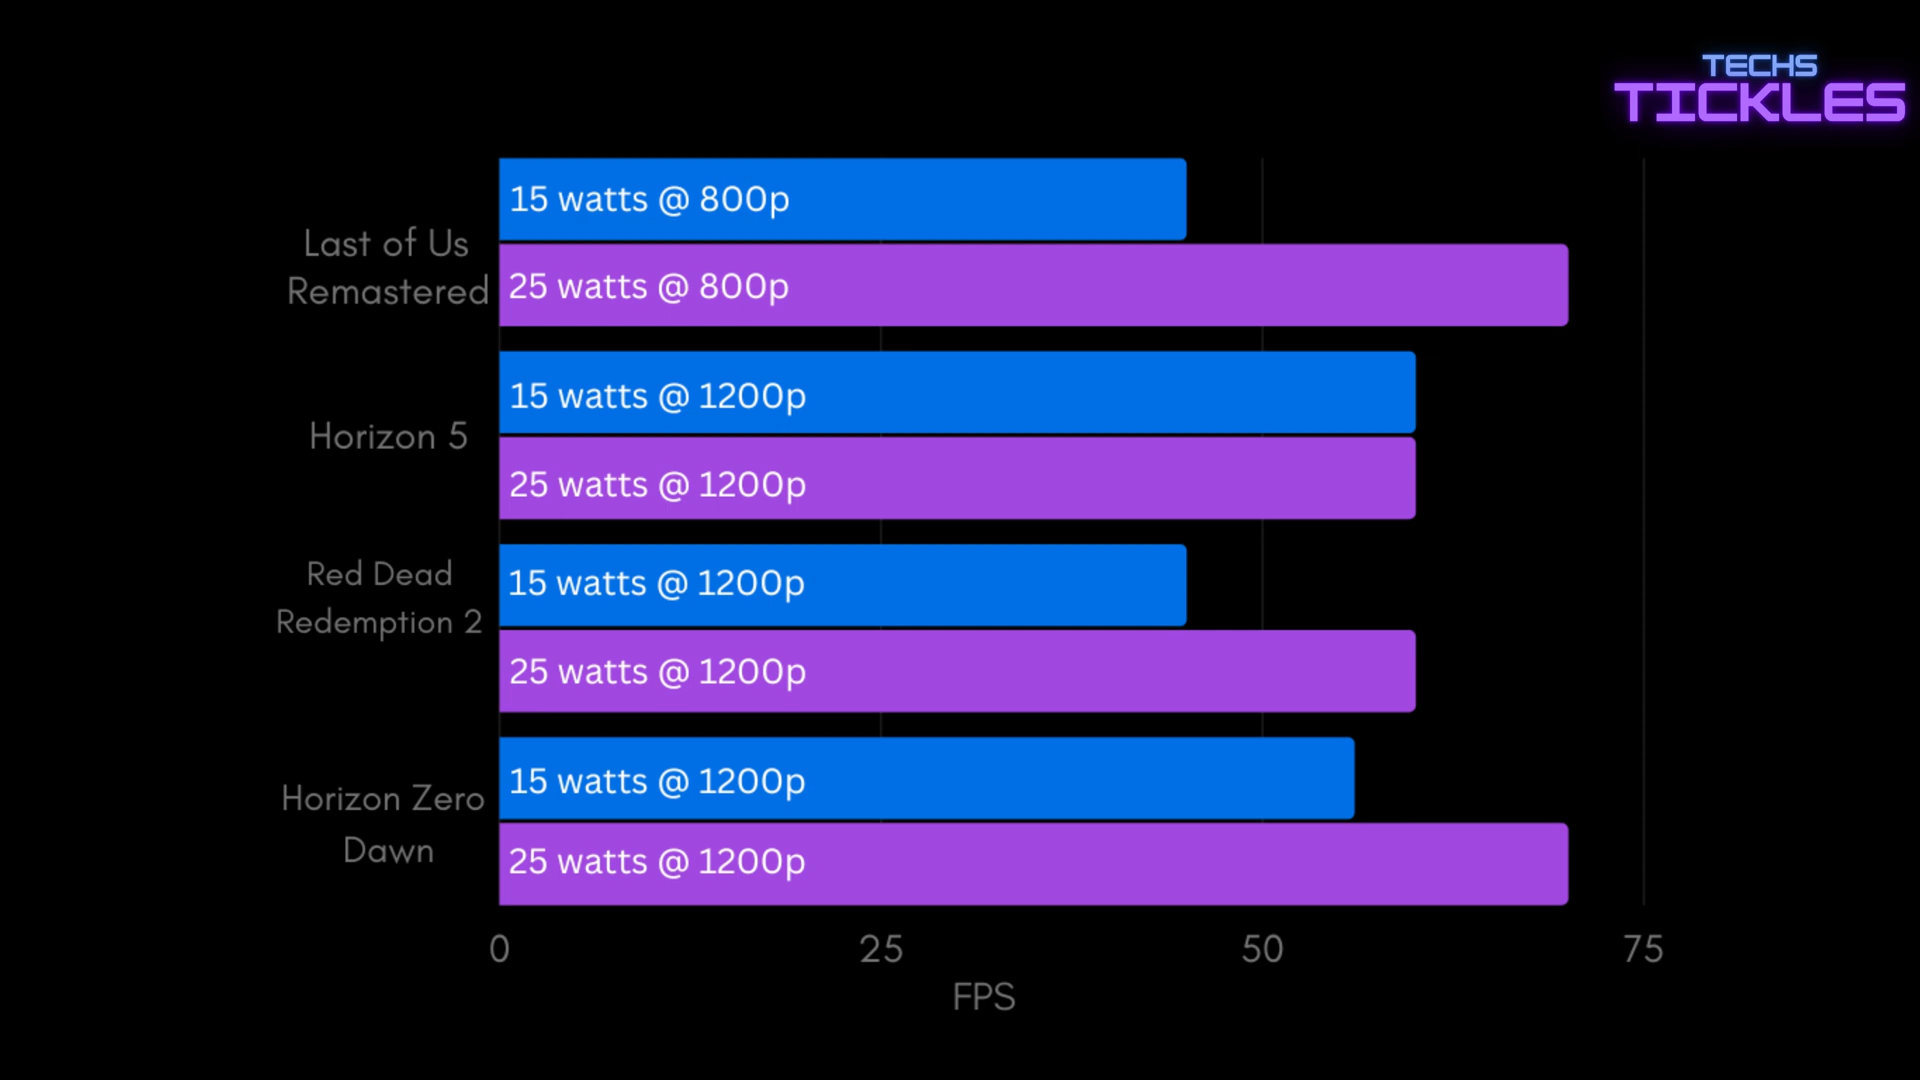 TECHS
TICKLES
Last of Us
Remastered
15 watts @ 800p
25 watts @ 800p
Horizon 5
15 watts @ 1200p
25 watts @ 1200p
Red Dead
Redemption 2
15 watts @ 1200p
25 watts @ 1200p
Horizon Zero
Dawn
15 watts @ 1200p
25 watts @ 1200p
0 25 50 75
FPS